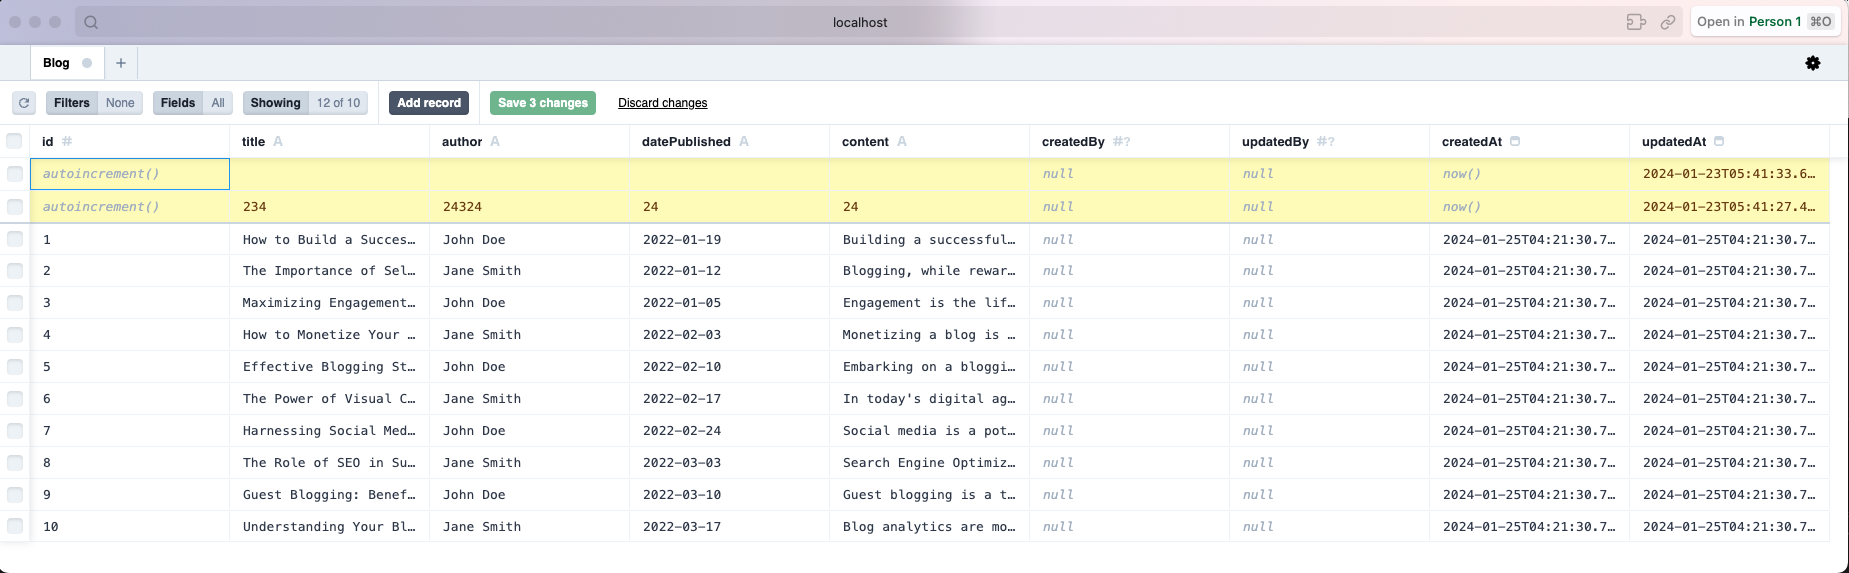 localhost
Open in Person 1 ⌘O
Blog +
Filters None Fields All Showing 12 of 10 Add record Save 3 changes Discard changes
id # title A author A datePublished A content A createdBy #? updatedBy #? createdAt updatedAt
autoincrement() null null now() 2024-01-23T05:41:33.6…
autoincrement() 234 24324 24 24 null null now() 2024-01-23T05:41:27.4…
1 How to Build a Succes… John Doe 2022-01-19 Building a successful… null null 2024-01-25T04:21:30.7… 2024-01-25T04:21:30.7…
2 The Importance of Sel… Jane Smith 2022-01-12 Blogging, while rewar… null null 2024-01-25T04:21:30.7… 2024-01-25T04:21:30.7…
3 Maximizing Engagement… John Doe 2022-01-05 Engagement is the lif… null null 2024-01-25T04:21:30.7… 2024-01-25T04:21:30.7…
4 How to Monetize Your … Jane Smith 2022-02-03 Monetizing a blog is … null null 2024-01-25T04:21:30.7… 2024-01-25T04:21:30.7…
5 Effective Blogging St… John Doe 2022-02-10 Embarking on a bloggi… null null 2024-01-25T04:21:30.7… 2024-01-25T04:21:30.7…
6 The Power of Visual C… Jane Smith 2022-02-17 In today's digital ag… null null 2024-01-25T04:21:30.7… 2024-01-25T04:21:30.7…
7 Harnessing Social Med… John Doe 2022-02-24 Social media is a pot… null null 2024-01-25T04:21:30.7… 2024-01-25T04:21:30.7…
8 The Role of SEO in Su… Jane Smith 2022-03-03 Search Engine Optimiz… null null 2024-01-25T04:21:30.7… 2024-01-25T04:21:30.7…
9 Guest Blogging: Benef… John Doe 2022-03-10 Guest blogging is a t… null null 2024-01-25T04:21:30.7… 2024-01-25T04:21:30.7…
10 Understanding Your Bl… Jane Smith 2022-03-17 Blog analytics are mo… null null 2024-01-25T04:21:30.7… 2024-01-25T04:21:30.7…